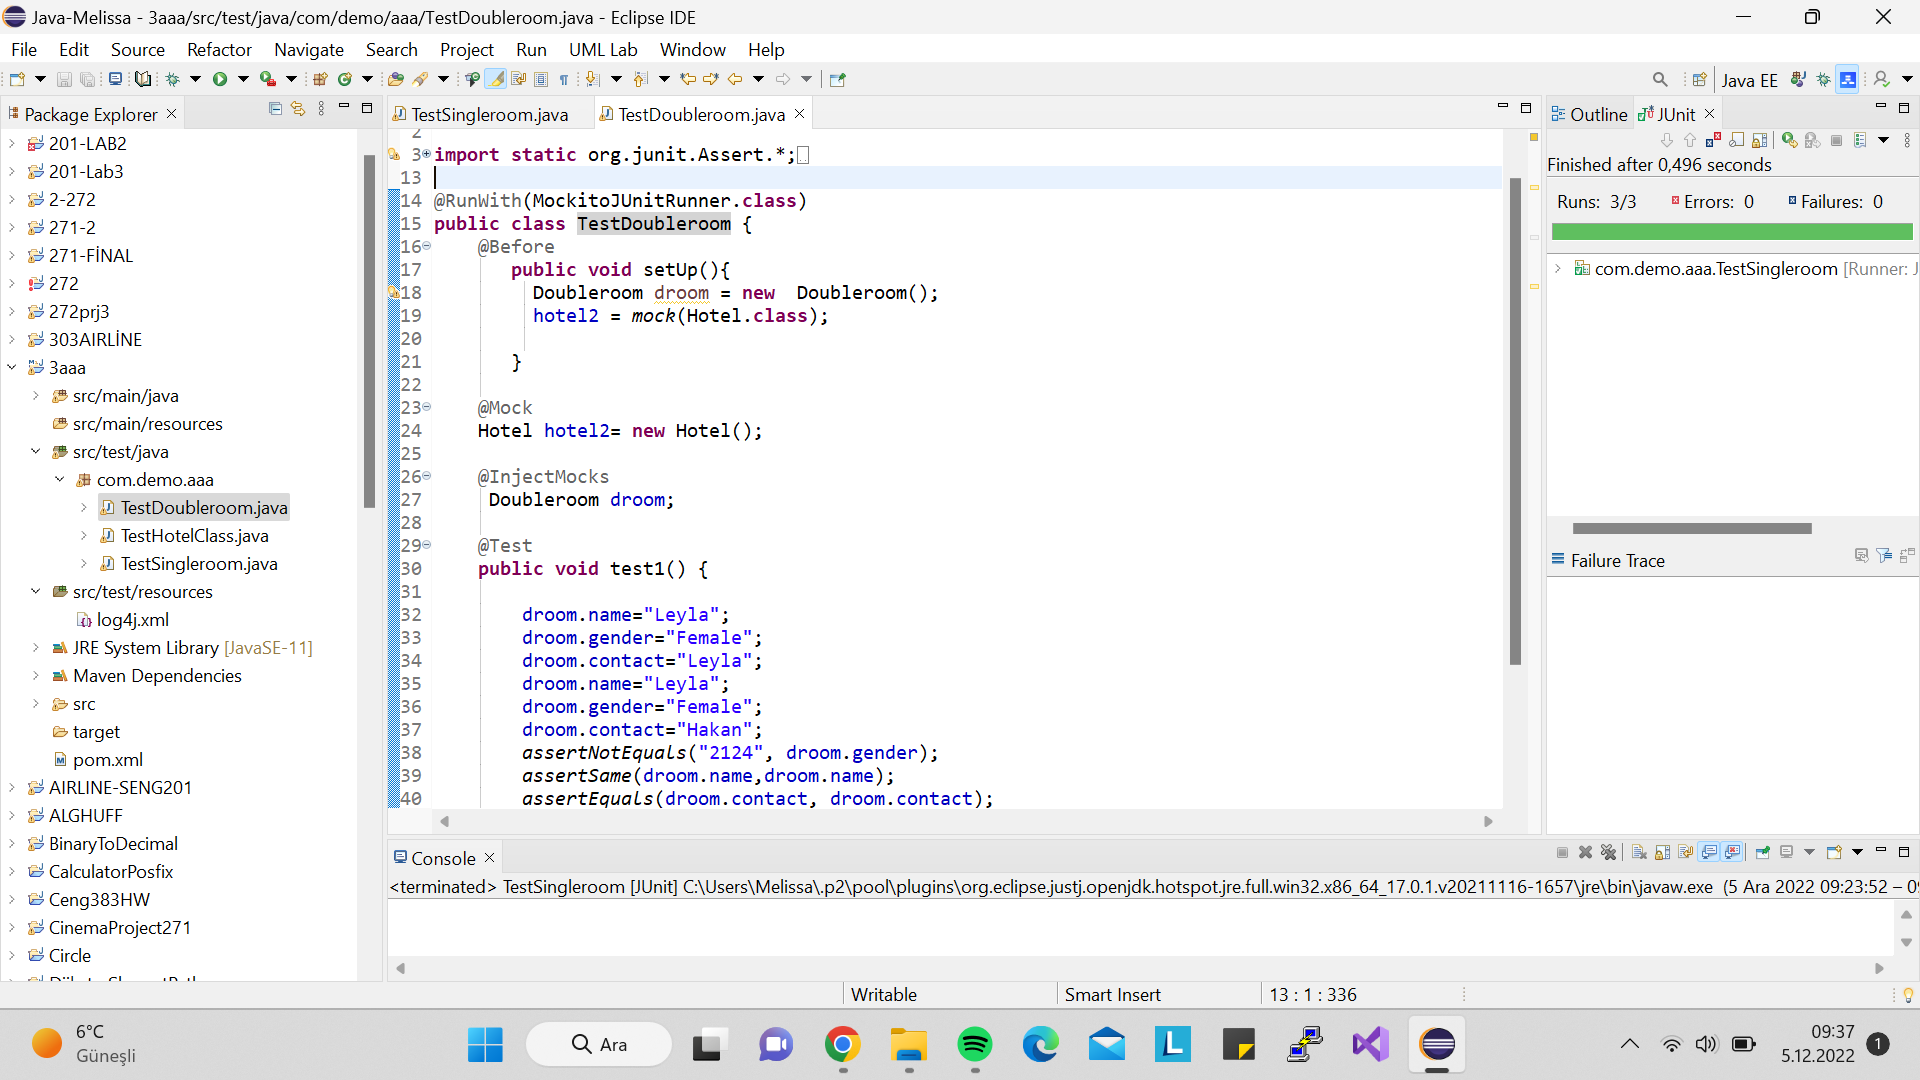 Java-Melissa - 3aaa/src/test/java/com/demo/aaa/TestDoubleroom.java - Eclipse IDE
File Edit Source Refactor Navigate Search Project Run UML Lab Window Help
Java EE
Package Explorer
201-LAB2
201-Lab3
2-272
271-2
271-FİNAL
272
272prj3
303AIRLİNE
3aaa
src/main/java
src/main/resources
src/test/java
com.demo.aaa
TestDoubleroom.java
TestHotelClass.java
TestSingleroom.java
src/test/resources
log4j.xml
JRE System Library [JavaSE-11]
Maven Dependencies
src
target
pom.xml
AIRLINE-SENG201
ALGHUFF
BinaryToDecimal
CalculatorPosfix
Ceng383HW
CinemaProject271
Circle
TestSingleroom.java TestDoubleroom.java
2
3 import static org.junit.Assert.*;
13
14 @RunWith(MockitoJUnitRunner.class)
15 public class TestDoubleroom {
16 @Before
17 public void setUp(){
18 Doubleroom droom = new Doubleroom();
19 hotel2 = mock(Hotel.class);
20
21 }
22
23 @Mock
24 Hotel hotel2= new Hotel();
25
26 @InjectMocks
27 Doubleroom droom;
28
29 @Test
30 public void test1() {
31
32 droom.name="Leyla";
33 droom.gender="Female";
34 droom.contact="Leyla";
35 droom.name="Leyla";
36 droom.gender="Female";
37 droom.contact="Hakan";
38 assertNotEquals("2124", droom.gender);
39 assertSame(droom.name,droom.name);
40 assertEquals(droom.contact, droom.contact);
Outline JUnit
Finished after 0,496 seconds
Runs: 3/3 Errors: 0 Failures: 0
com.demo.aaa.TestSingleroom [Runner: J
Failure Trace
Console
<terminated> TestSingleroom [JUnit] C:\Users\Melissa\.p2\pool\plugins\org.eclipse.justj.openjdk.hotspot.jre.full.win32.x86_64_17.0.1.v20211116-1657\jre\bin\javaw.exe (5 Ara 2022 09:23:52 – 09
Writable Smart Insert 13 : 1 : 336
6°C
Güneşli
Ara
L
09:37
5.12.2022
1